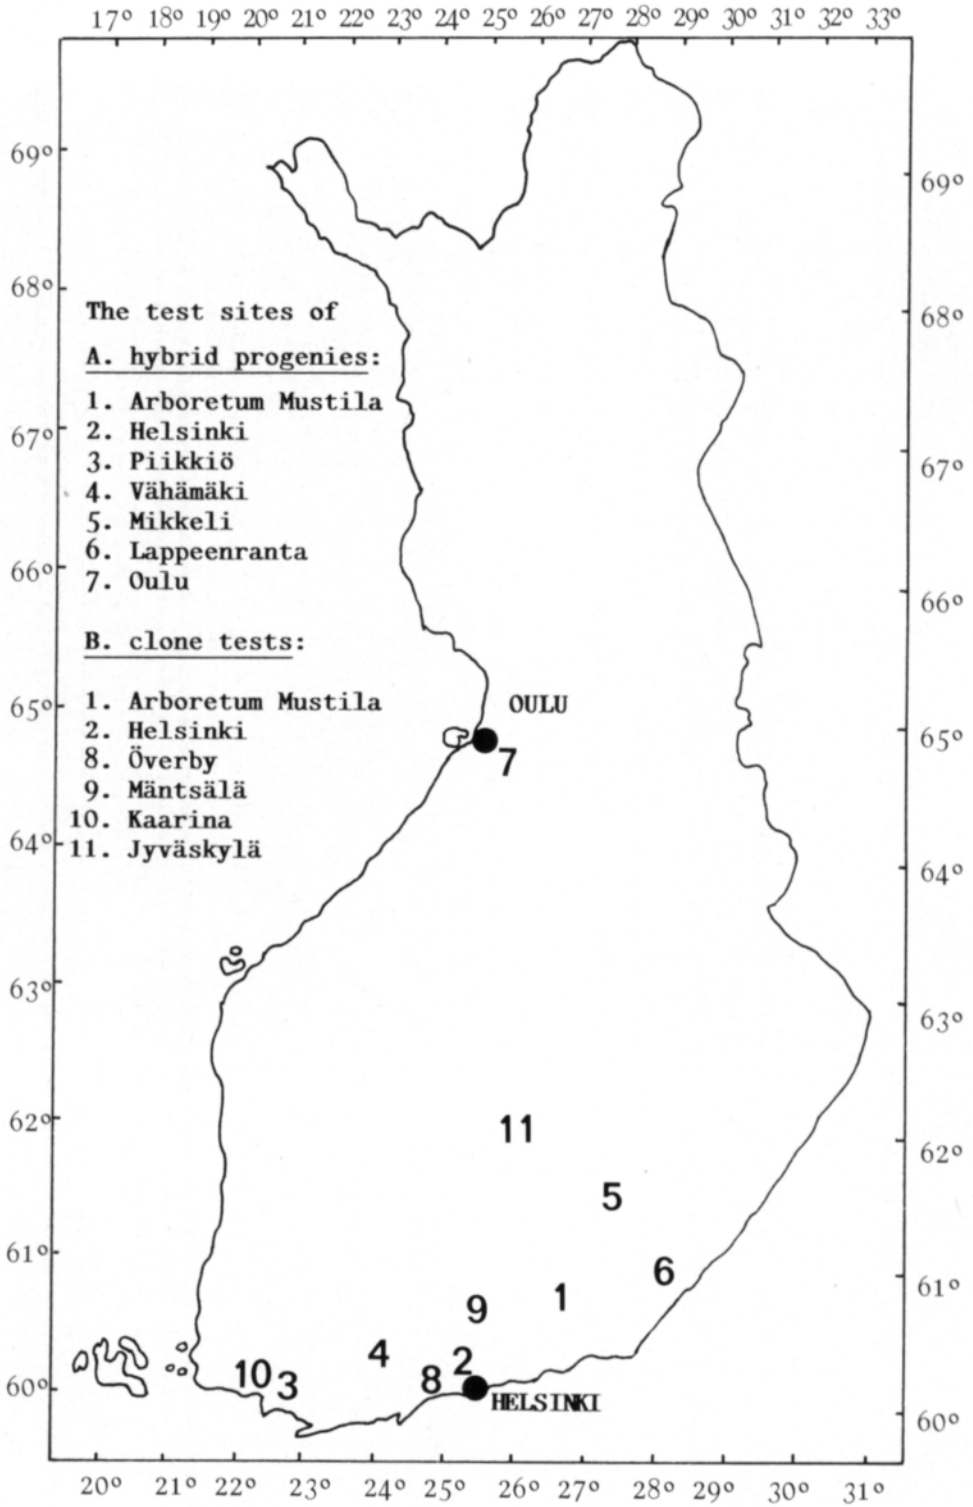 17° 18° 19° 20° 21° 22° 23° 24° 25° 26° 27° 28° 29° 30° 31° 32° 33°
69°
69°
68°
68°
The test sites of
A. hybrid progenies:
1. Arboretum Mustila
2. Helsinki
3. Piikkiö
4. Vähämäki
5. Mikkeli
6. Lappeenranta
7. Oulu
67°
67°
66°
66°
B. clone tests:
1. Arboretum Mustila
2. Helsinki
8. Överby
9. Mäntsälä
10. Kaarina
11. Jyväskylä
65°
65°
OULU
7
64°
64°
63°
63°
62°
62°
11
5
61°
61°
6
1
9
4
2
10
3
8
60°
60°
HELSINKI
20° 21° 22° 23° 24° 25° 26° 27° 28° 29° 30° 31°